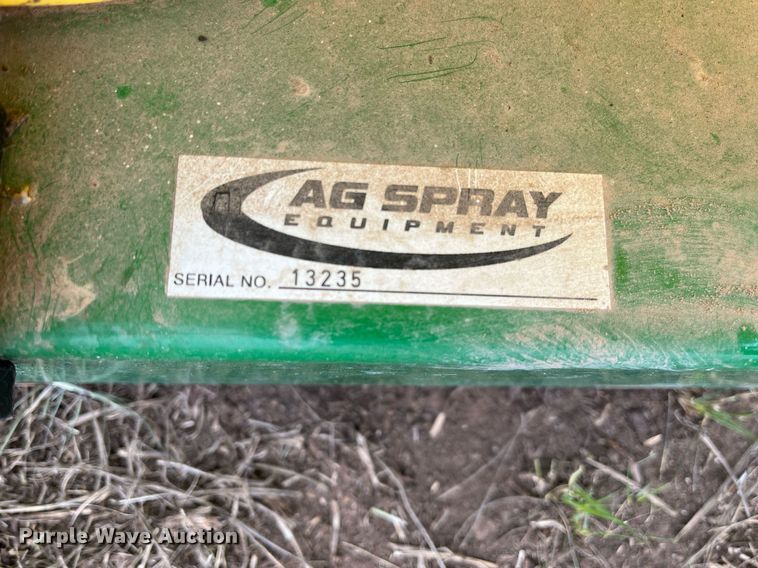 AG SPRAY
EQUIPMENT
SERIAL NO. 13235
Purple Wave Auction